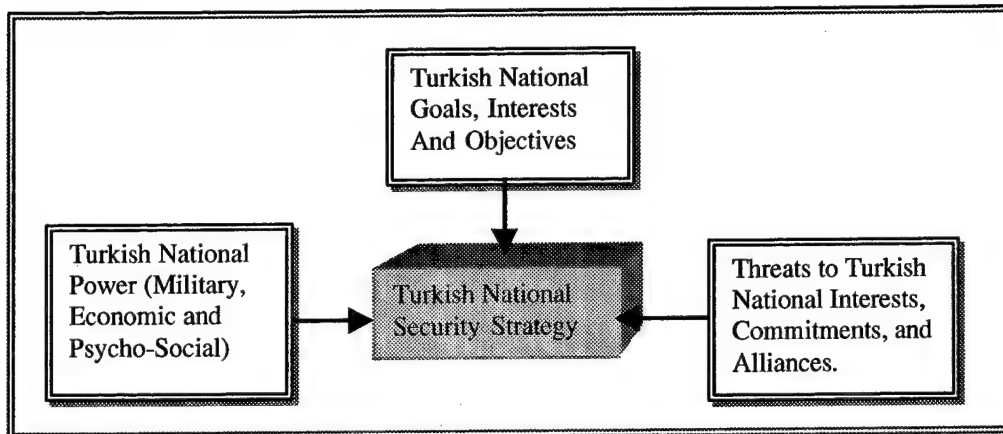 Turkish National
Goals, Interests
And Objectives
Turkish National
Power (Military,
Economic and
Psycho-Social)
Turkish National
Security Strategy
Threats to Turkish
National Interests,
Commitments, and
Alliances.